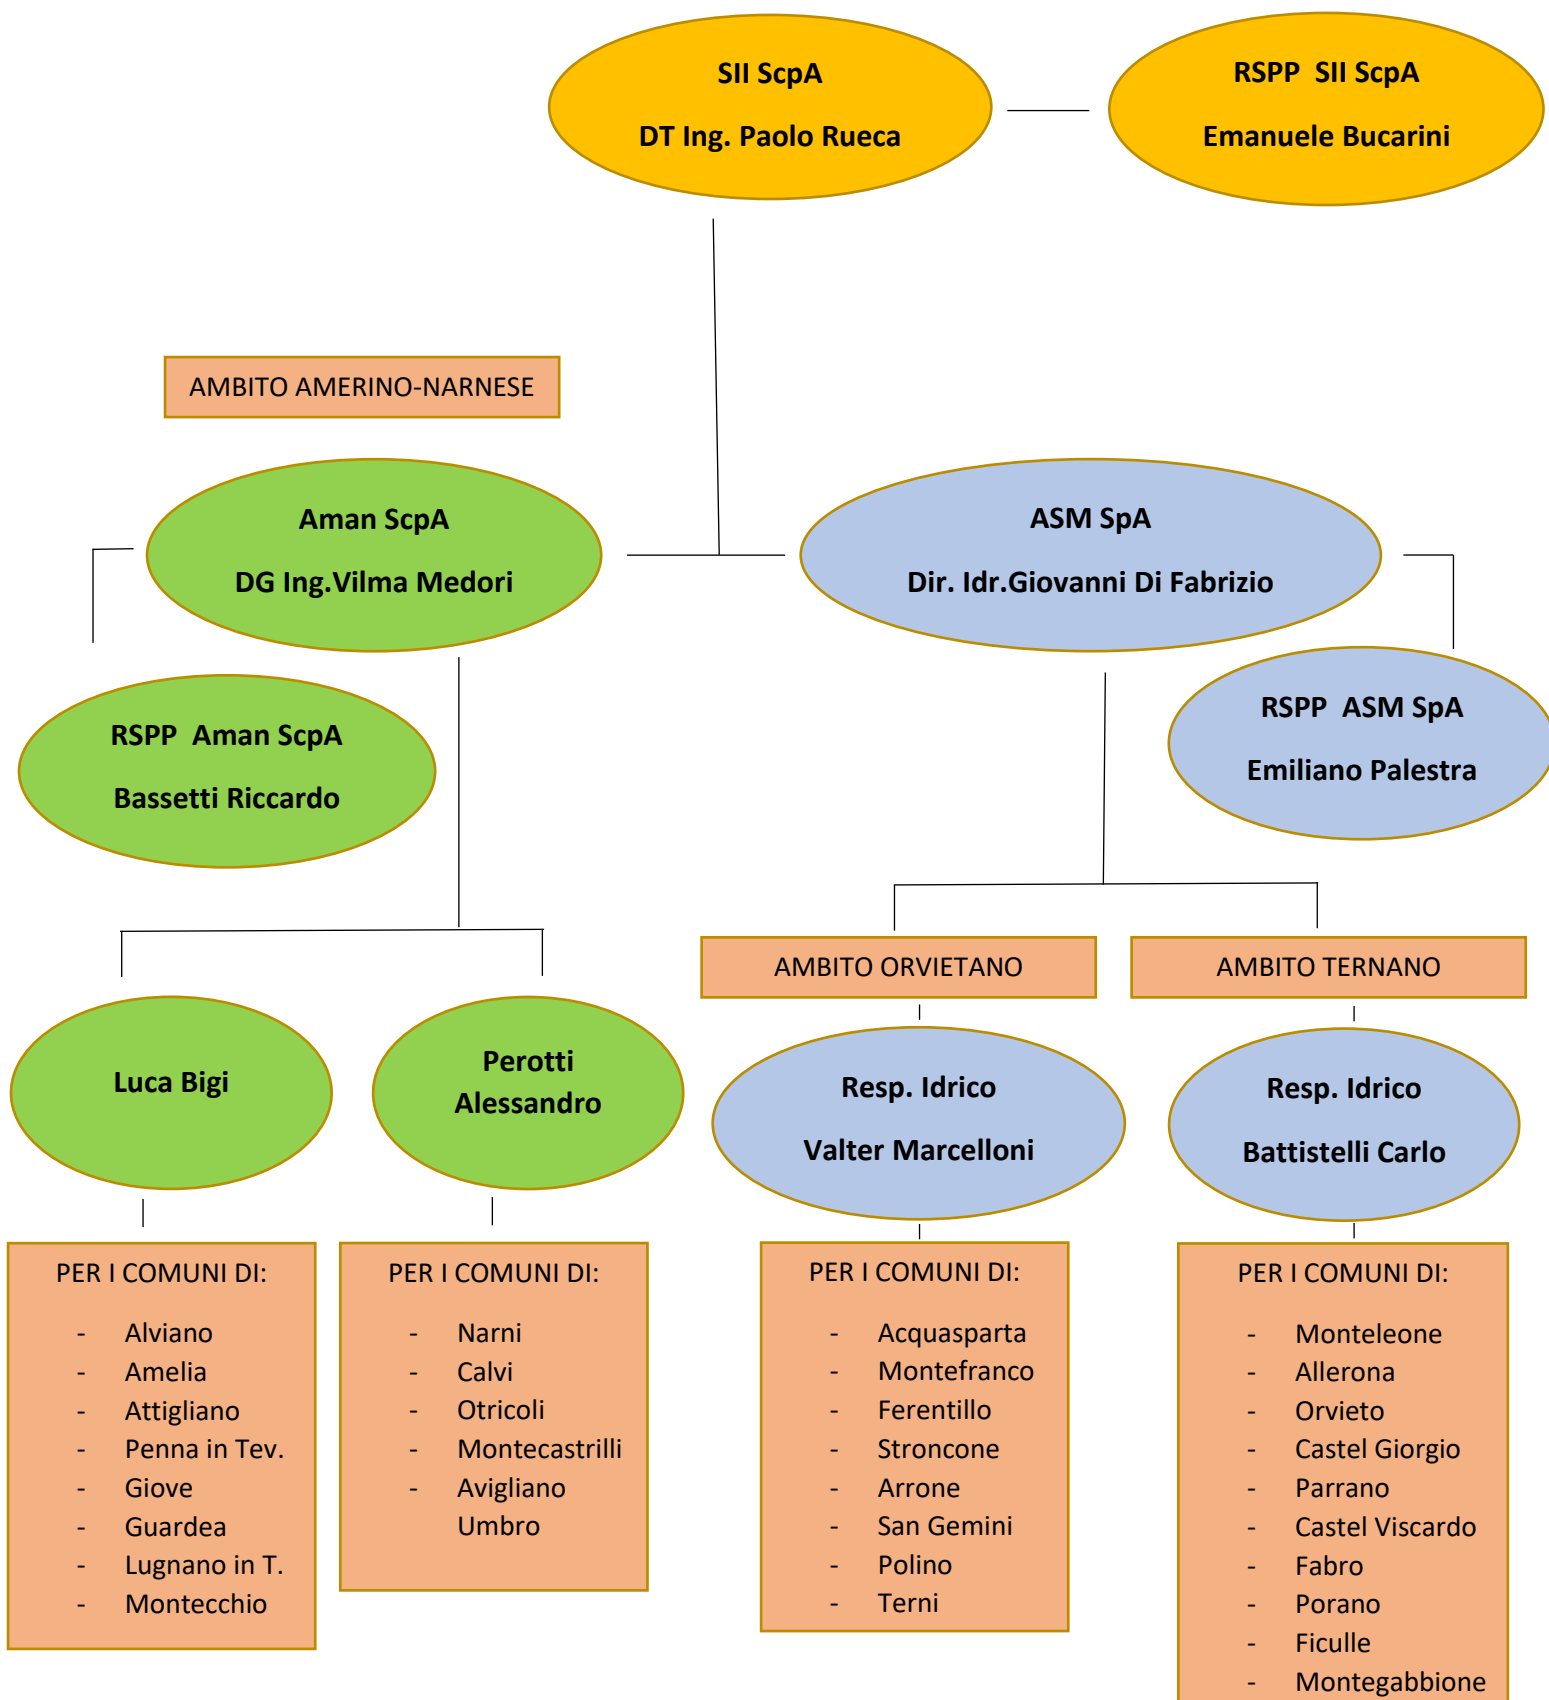 SII ScpA
DT Ing. Paolo Rueca
RSPP SII ScpA
Emanuele Bucarini
AMBITO AMERINO-NARNESE
Aman ScpA
DG Ing.Vilma Medori
ASM SpA
Dir. Idr.Giovanni Di Fabrizio
RSPP Aman ScpA
Bassetti Riccardo
RSPP ASM SpA
Emiliano Palestra
AMBITO ORVIETANO
AMBITO TERNANO
Luca Bigi
Perotti
Alessandro
Resp. Idrico
Valter Marcelloni
Resp. Idrico
Battistelli Carlo
PER I COMUNI DI:
- Alviano
- Amelia
- Attigliano
- Penna in Tev.
- Giove
- Guardea
- Lugnano in T.
- Montecchio
PER I COMUNI DI:
- Narni
- Calvi
- Otricoli
- Montecastrilli
- Avigliano
Umbro
PER I COMUNI DI:
- Acquasparta
- Montefranco
- Ferentillo
- Stroncone
- Arrone
- San Gemini
- Polino
- Terni
PER I COMUNI DI:
- Monteleone
- Allerona
- Orvieto
- Castel Giorgio
- Parrano
- Castel Viscardo
- Fabro
- Porano
- Ficulle
- Montegabbione